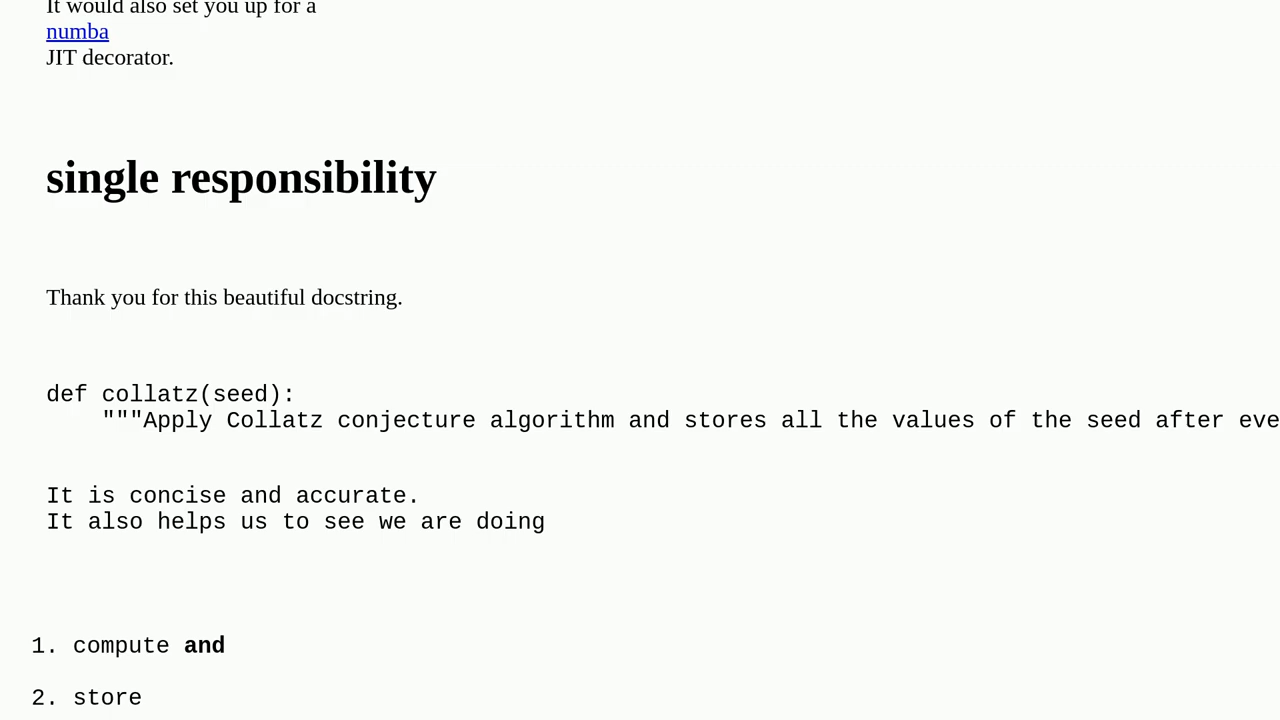 It would also set you up for a
numba
JIT decorator.
single responsibility
Thank you for this beautiful docstring.
def collatz(seed):
    """Apply Collatz conjecture algorithm and stores all the values of the seed after eve
It is concise and accurate.
It also helps us to see we are doing
1. compute and
2. store